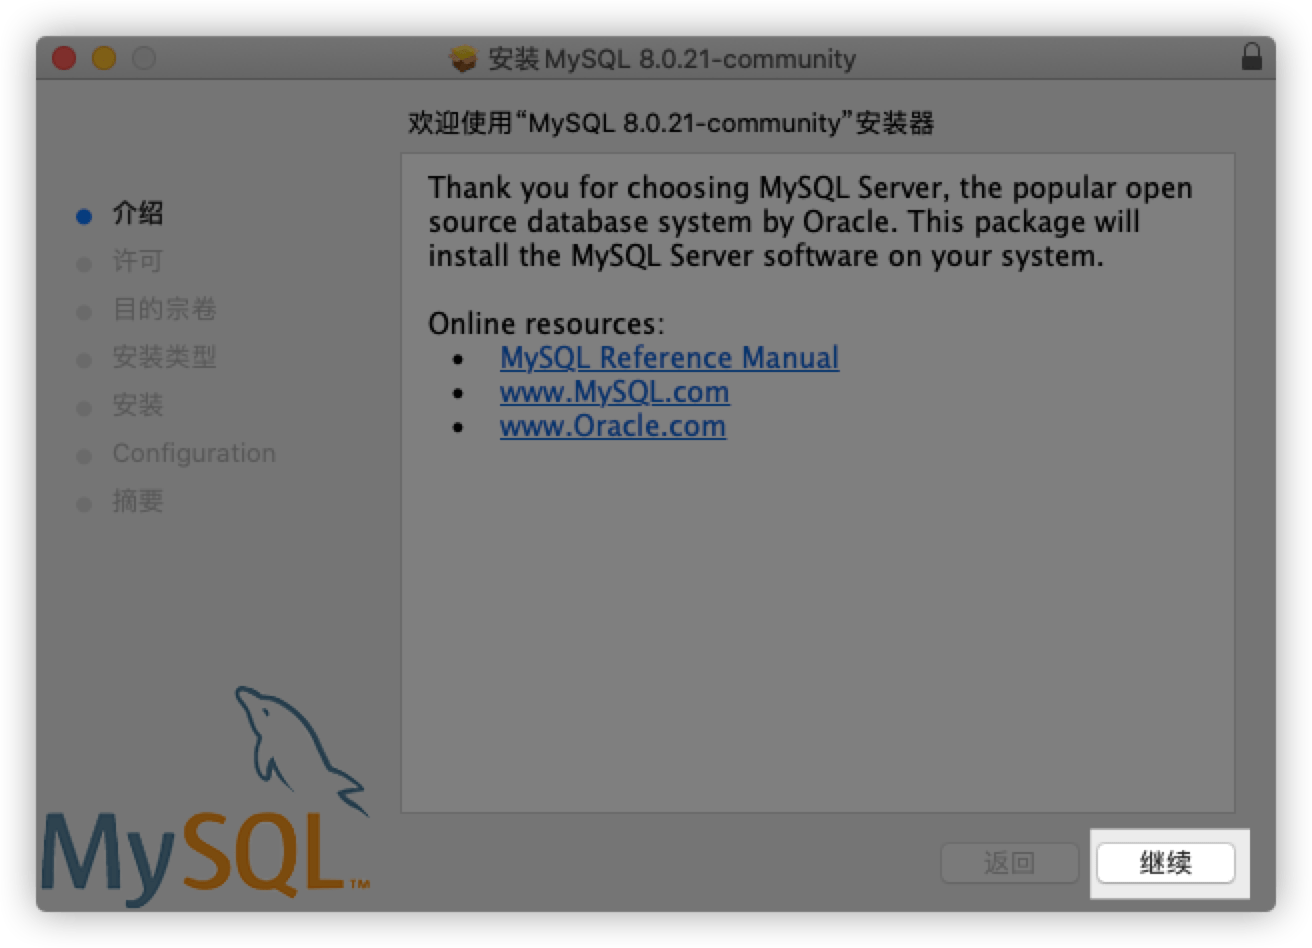 安装 MySQL 8.0.21-community
欢迎使用“MySQL 8.0.21-community”安装器
介绍
许可
目的宗卷
安装类型
安装
Configuration
摘要
Thank you for choosing MySQL Server, the popular open
source database system by Oracle. This package will
install the MySQL Server software on your system.
Online resources:
• MySQL Reference Manual
• www.MySQL.com
• www.Oracle.com
MySQL™
返回
继续